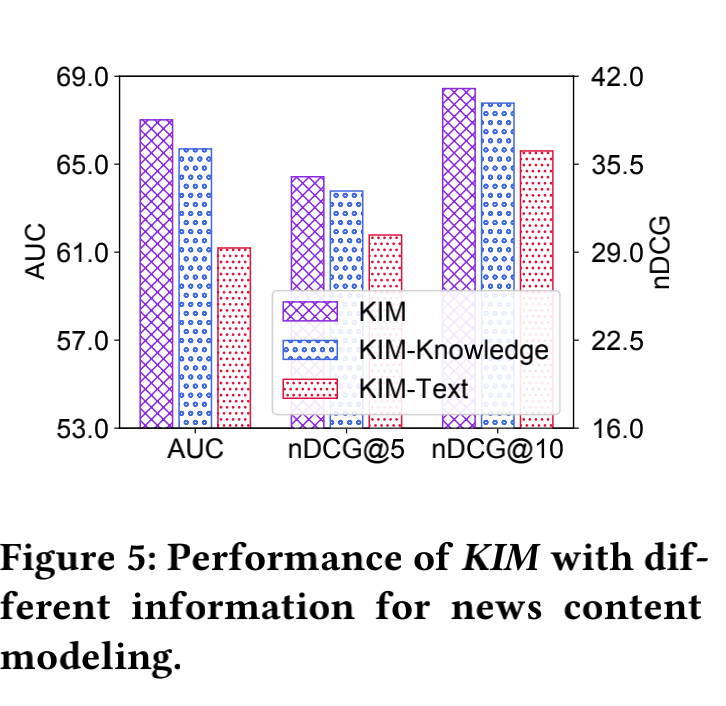 69.0
65.0
61.0
57.0
53.0
AUC
42.0
35.5
29.0
22.5
16.0
nDCG
KIM
KIM-Knowledge
KIM-Text
AUC nDCG@5 nDCG@10
Figure 5: Performance of KIM with dif-
ferent information for news content
modeling.